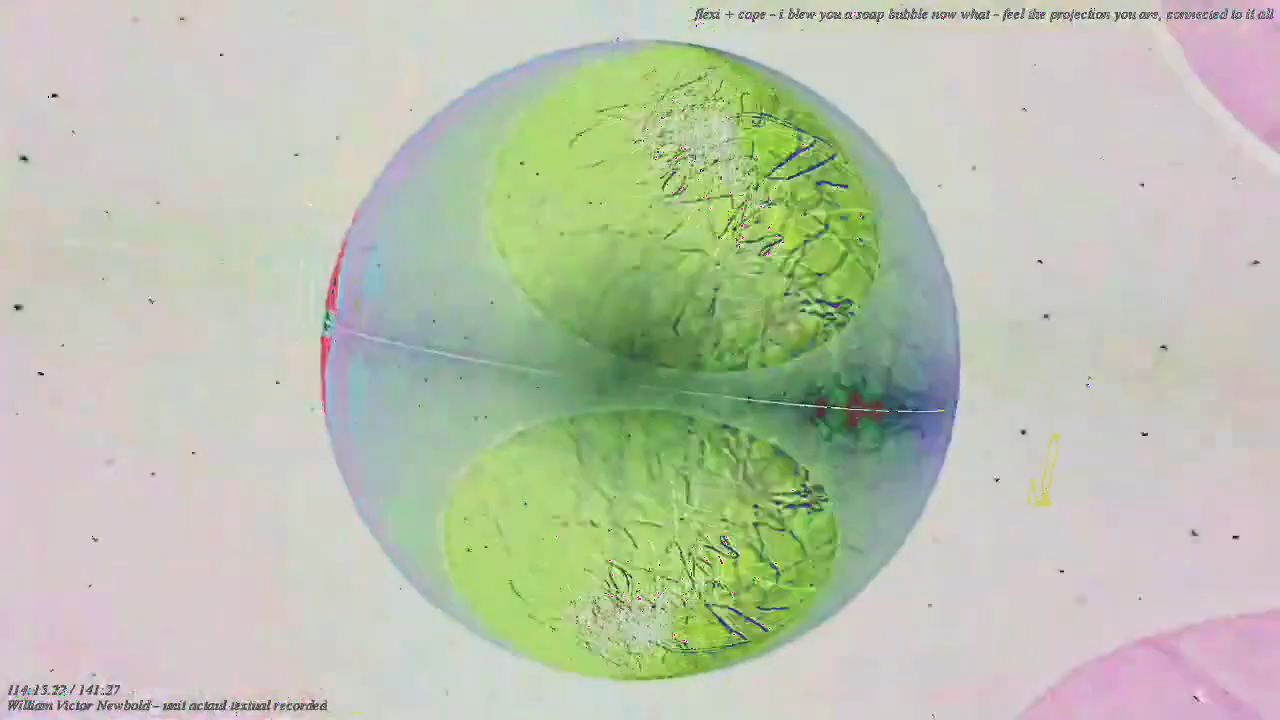 flexi + cope - i blew you a soap bubble now what - feel the projection you are, connected to it all
114:13.22 / 141:27
William Victor Newbold - unit actual textual recorded